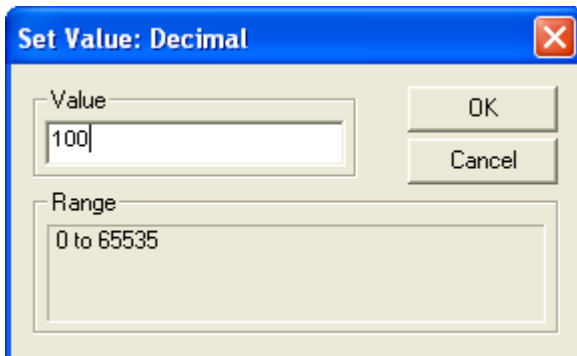 Set Value: Decimal
Value
OK
100
Cancel
Range
0 to 65535